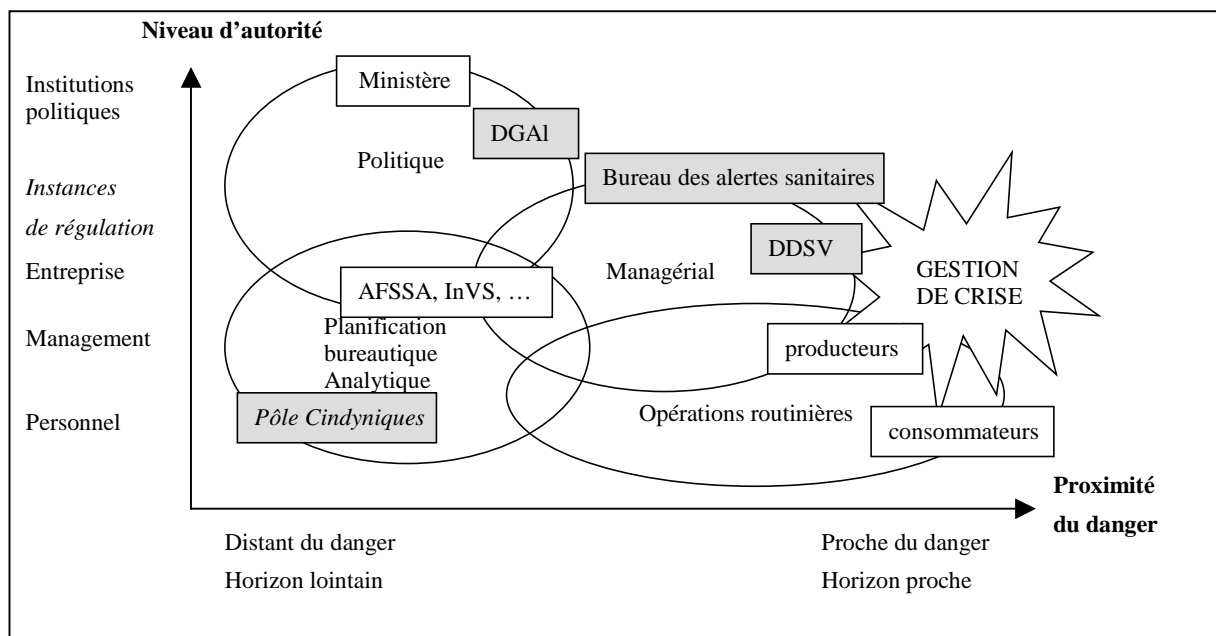 Niveau d'autorité
Institutions
politiques
Ministère
DGAl
Politique
Bureau des alertes sanitaires
Instances
de régulation
DDSV
Entreprise
Managérial
GESTION
DE CRISE
AFSSA, InVS, …
Planification
bureautique
Analytique
Management
producteurs
Pôle Cindyniques
Personnel
Opérations routinières
consommateurs
Proximité
du danger
Distant du danger
Horizon lointain
Proche du danger
Horizon proche